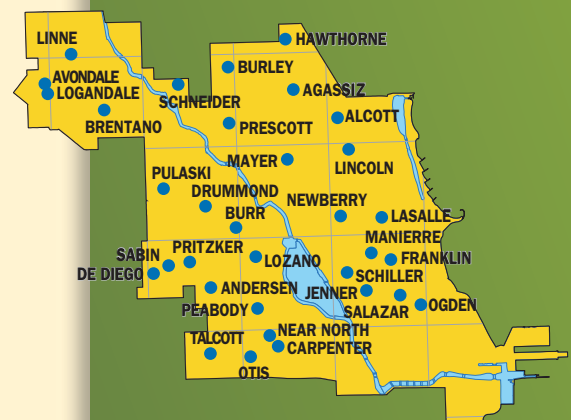 LINNE
HAWTHORNE
BURLEY
AVONDALE
LOGANDALE
AGASSIZ
SCHNEIDER
ALCOTT
BRENTANO
PRESCOTT
MAYER
LINCOLN
PULASKI
DRUMMOND
NEWBERRY
BURR
LASALLE
MANIERRE
SABIN
PRITZKER
LOZANO
FRANKLIN
DE DIEGO
SCHILLER
ANDERSEN
JENNER
PEABODY
SALAZAR
OGDEN
NEAR NORTH
TALCOTT
CARPENTER
OTIS